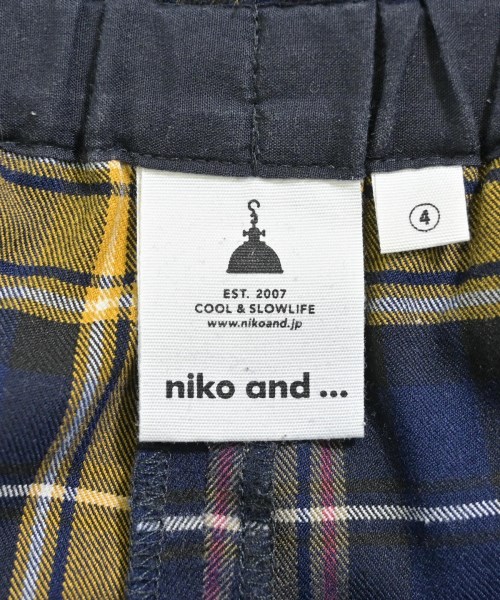 ④
EST. 2007
COOL & SLOWLIFE
www.nikoand.jp
niko and ...